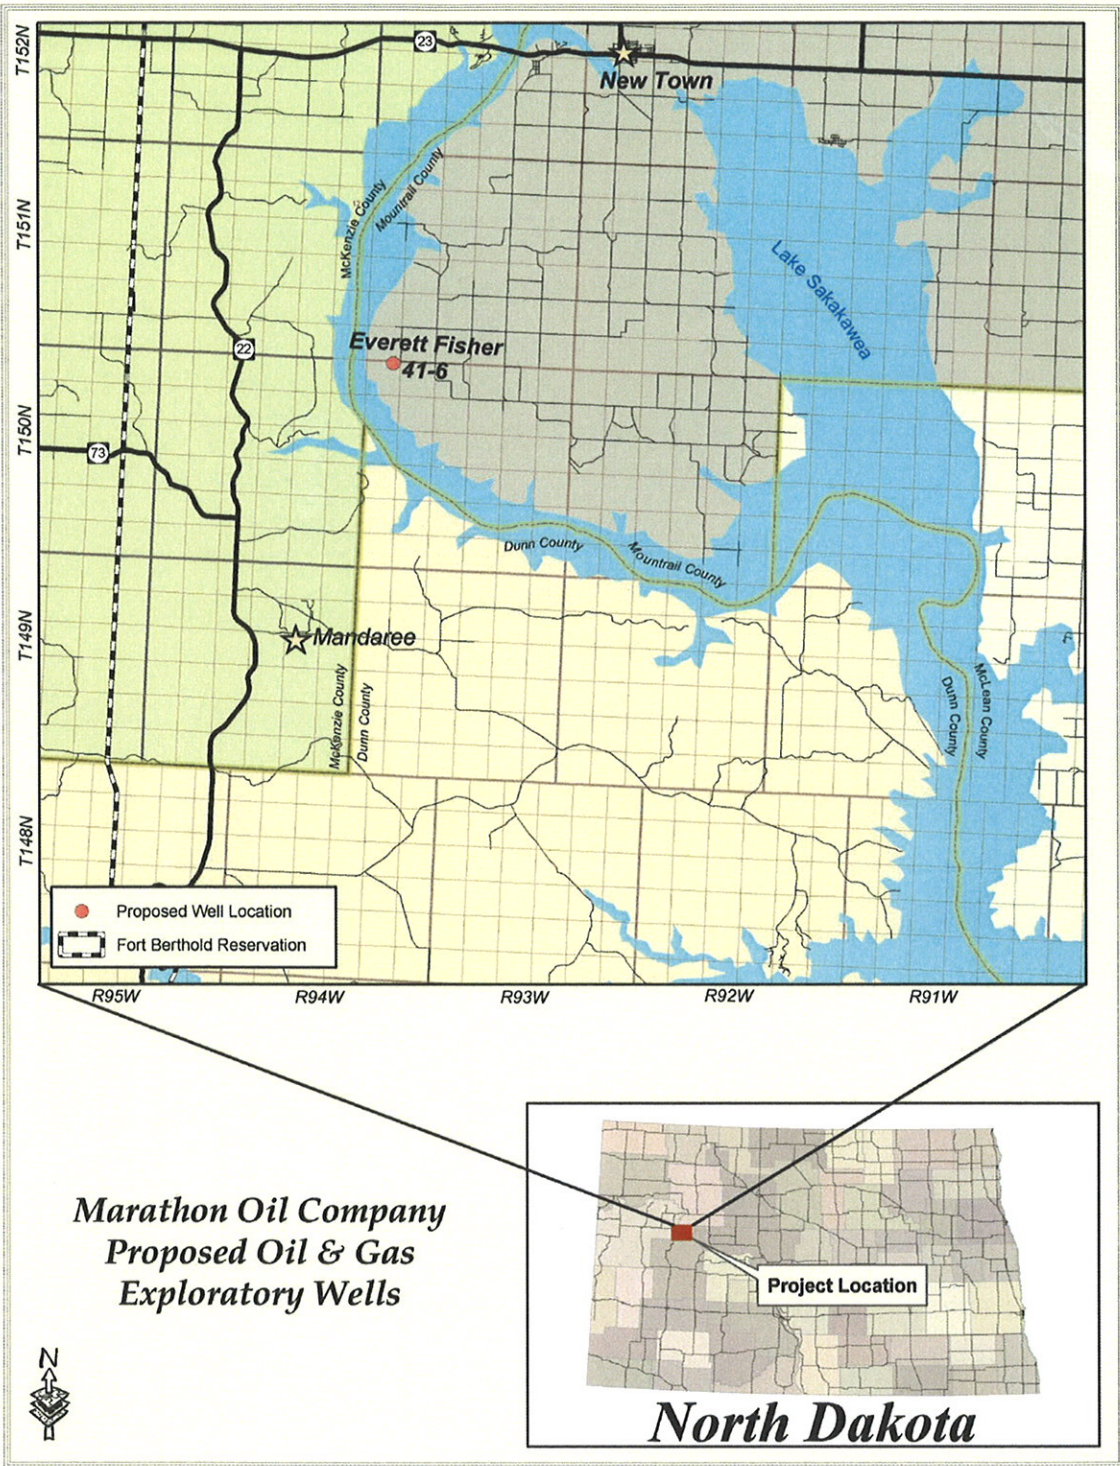 T152N
T151N
T150N
T149N
T148N
23
New Town
McKenzie County
Mountrail County
Lake Sakakawea
22
Everett Fisher
41-6
73
Dunn County
Mountrail County
Mandaree
McKenzie County
Dunn County
Dunn County
McLean County
Proposed Well Location
Fort Berthold Reservation
R95W
R94W
R93W
R92W
R91W
Marathon Oil Company
Proposed Oil & Gas
Exploratory Wells
N
Project Location
North Dakota